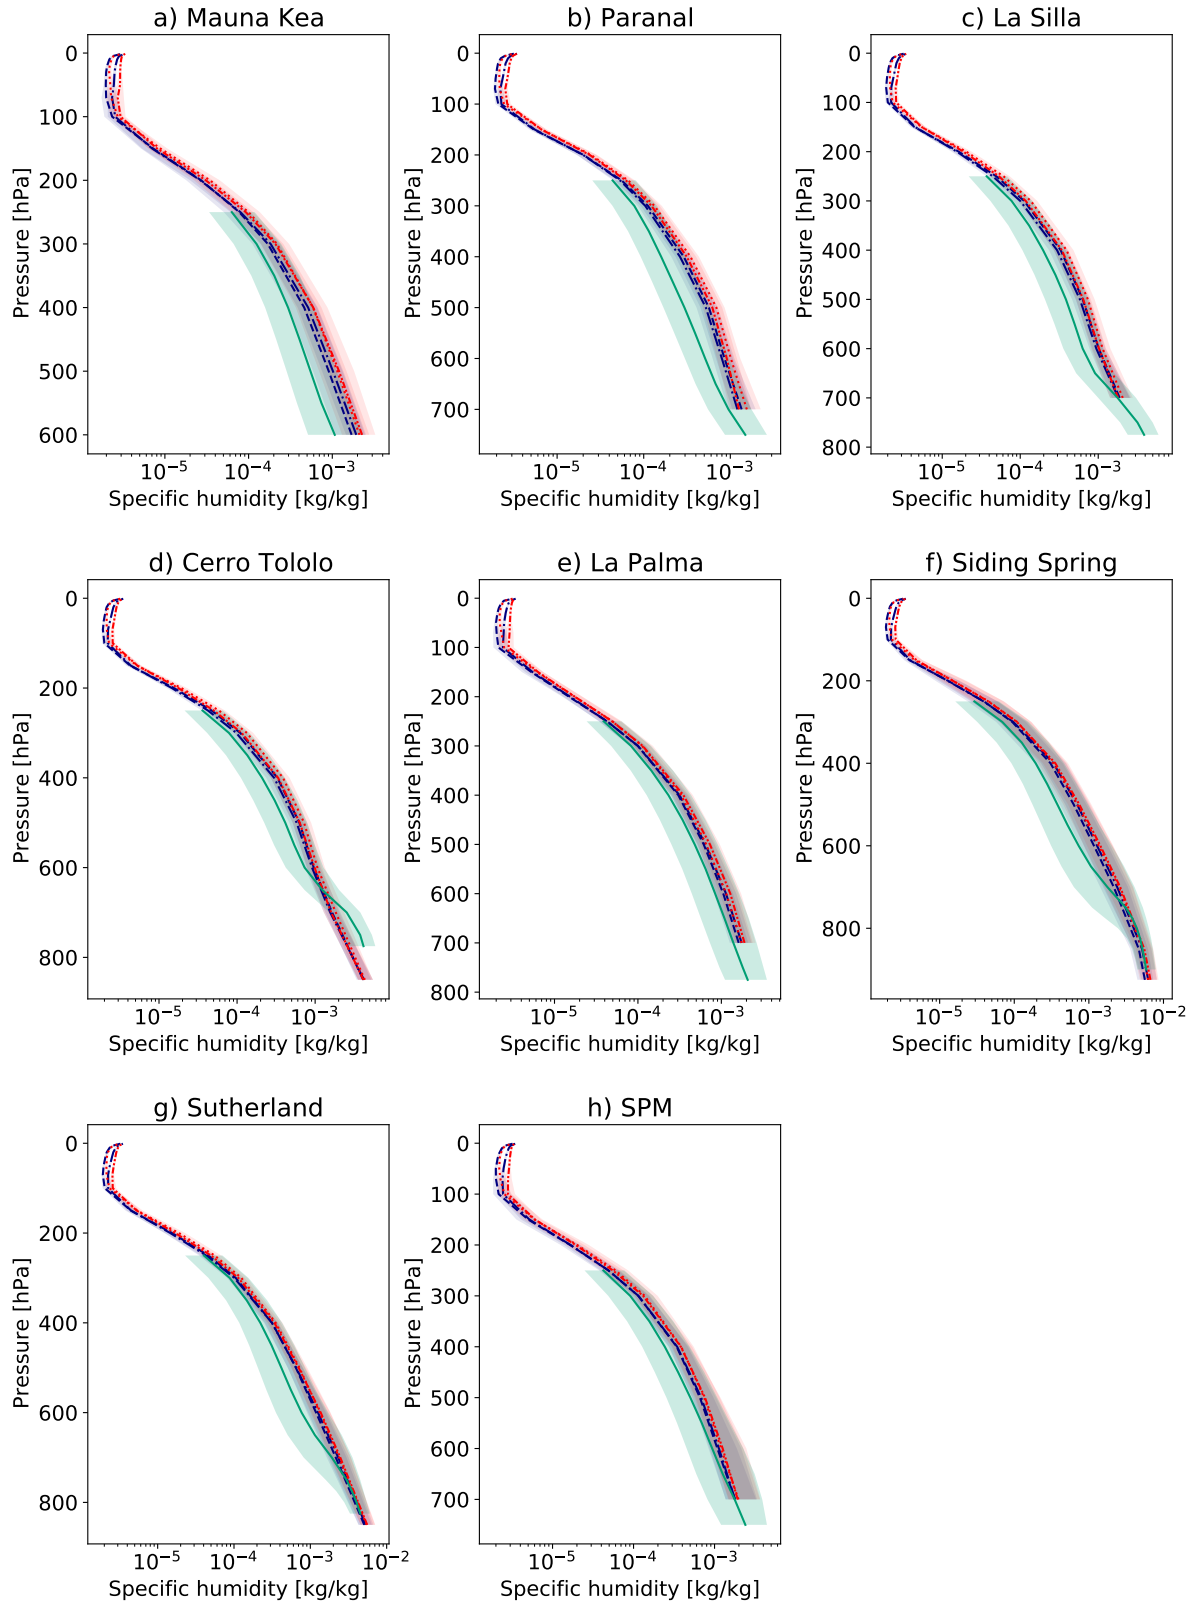 a) Mauna Kea
0
100
200
300
400
500
600
Pressure [hPa]
10⁻⁵ 10⁻⁴ 10⁻³
Specific humidity [kg/kg]
b) Paranal
0
100
200
300
400
500
600
700
Pressure [hPa]
10⁻⁵ 10⁻⁴ 10⁻³
Specific humidity [kg/kg]
c) La Silla
0
100
200
300
400
500
600
700
800
Pressure [hPa]
10⁻⁵ 10⁻⁴ 10⁻³
Specific humidity [kg/kg]
d) Cerro Tololo
0
200
400
600
800
Pressure [hPa]
10⁻⁵ 10⁻⁴ 10⁻³
Specific humidity [kg/kg]
e) La Palma
0
100
200
300
400
500
600
700
800
Pressure [hPa]
10⁻⁵ 10⁻⁴ 10⁻³
Specific humidity [kg/kg]
f) Siding Spring
0
200
400
600
800
Pressure [hPa]
10⁻⁵ 10⁻⁴ 10⁻³ 10⁻²
Specific humidity [kg/kg]
g) Sutherland
0
200
400
600
800
Pressure [hPa]
10⁻⁵ 10⁻⁴ 10⁻³ 10⁻²
Specific humidity [kg/kg]
h) SPM
0
100
200
300
400
500
600
700
Pressure [hPa]
10⁻⁵ 10⁻⁴ 10⁻³
Specific humidity [kg/kg]